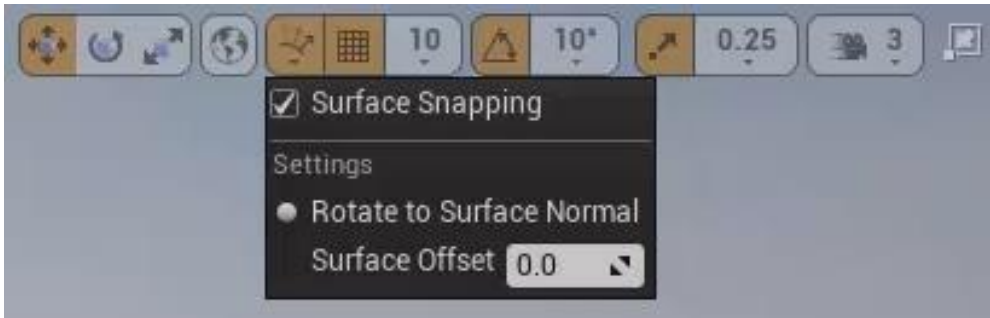 10 10° 0.25 3
Surface Snapping
Settings
Rotate to Surface Normal
Surface Offset 0.0